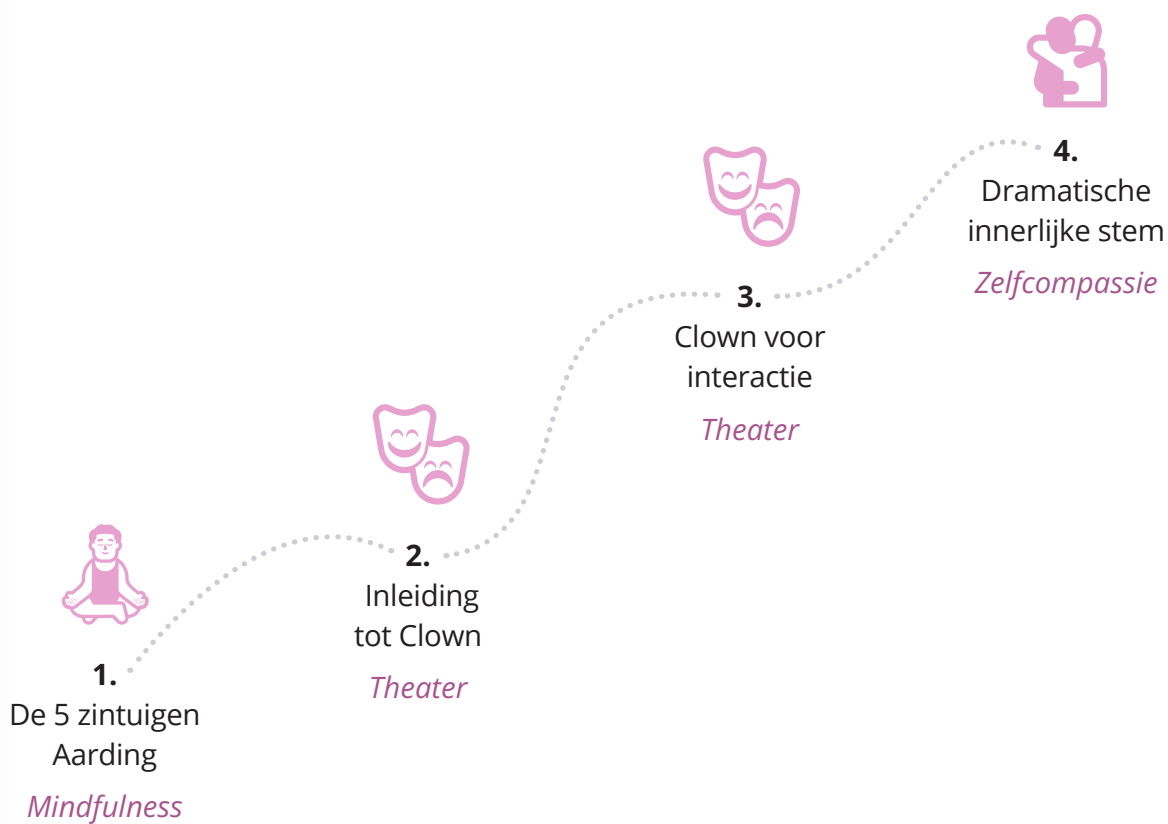 1.
De 5 zintuigen
Aarding
Mindfulness
2.
Inleiding
tot Clown
Theater
3.
Clown voor
interactie
Theater
4.
Dramatische
innerlijke stem
Zelfcompassie